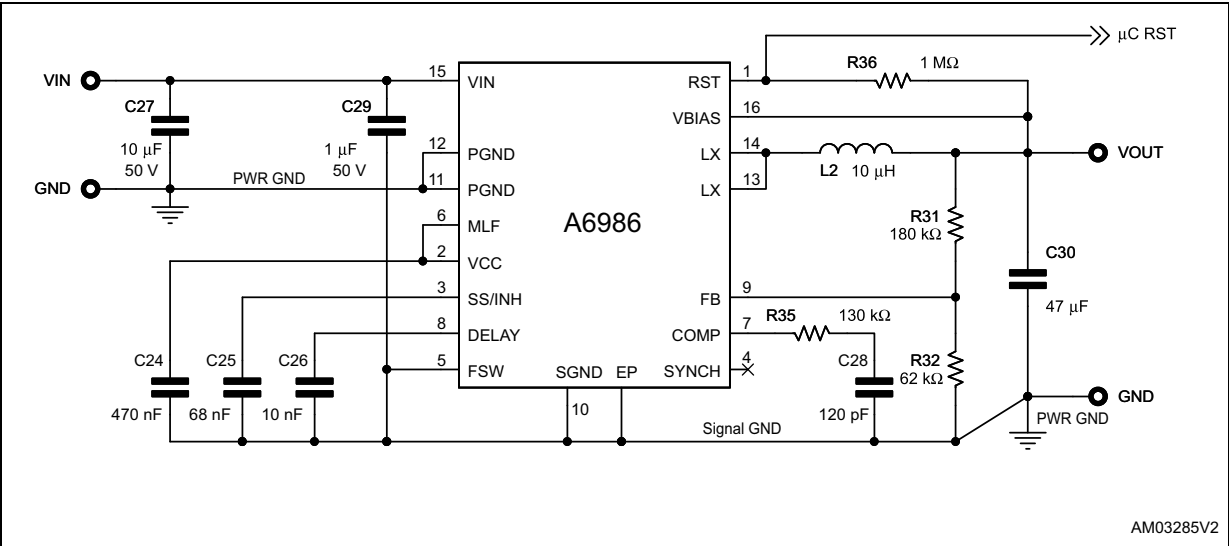 μC RST
R36
1 MΩ
VIN
15
VIN
RST
1
C27
10 μF
50 V
C29
1 μF
50 V
VBIAS
16
12
PGND
LX
14
L2
10 μH
VOUT
GND
PWR GND
11
PGND
LX
13
6
MLF
A6986
R31
180 kΩ
2
VCC
C30
47 μF
3
SS/INH
FB
9
8
DELAY
COMP
7
R35
130 kΩ
C24
470 nF
C25
68 nF
C26
10 nF
5
FSW
SGND
EP
SYNCH
4
C28
120 pF
R32
62 kΩ
10
GND
PWR GND
Signal GND
AM03285V2